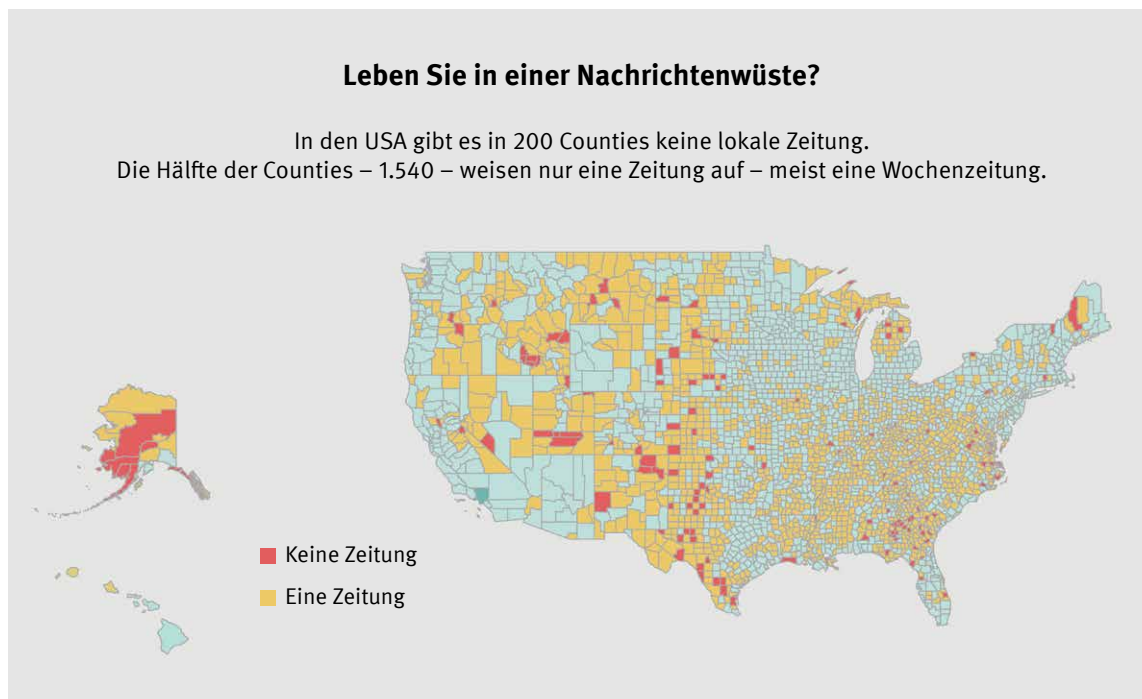 Leben Sie in einer Nachrichtenwüste?
In den USA gibt es in 200 Counties keine lokale Zeitung.
Die Hälfte der Counties – 1.540 – weisen nur eine Zeitung auf – meist eine Wochenzeitung.
Keine Zeitung
Eine Zeitung